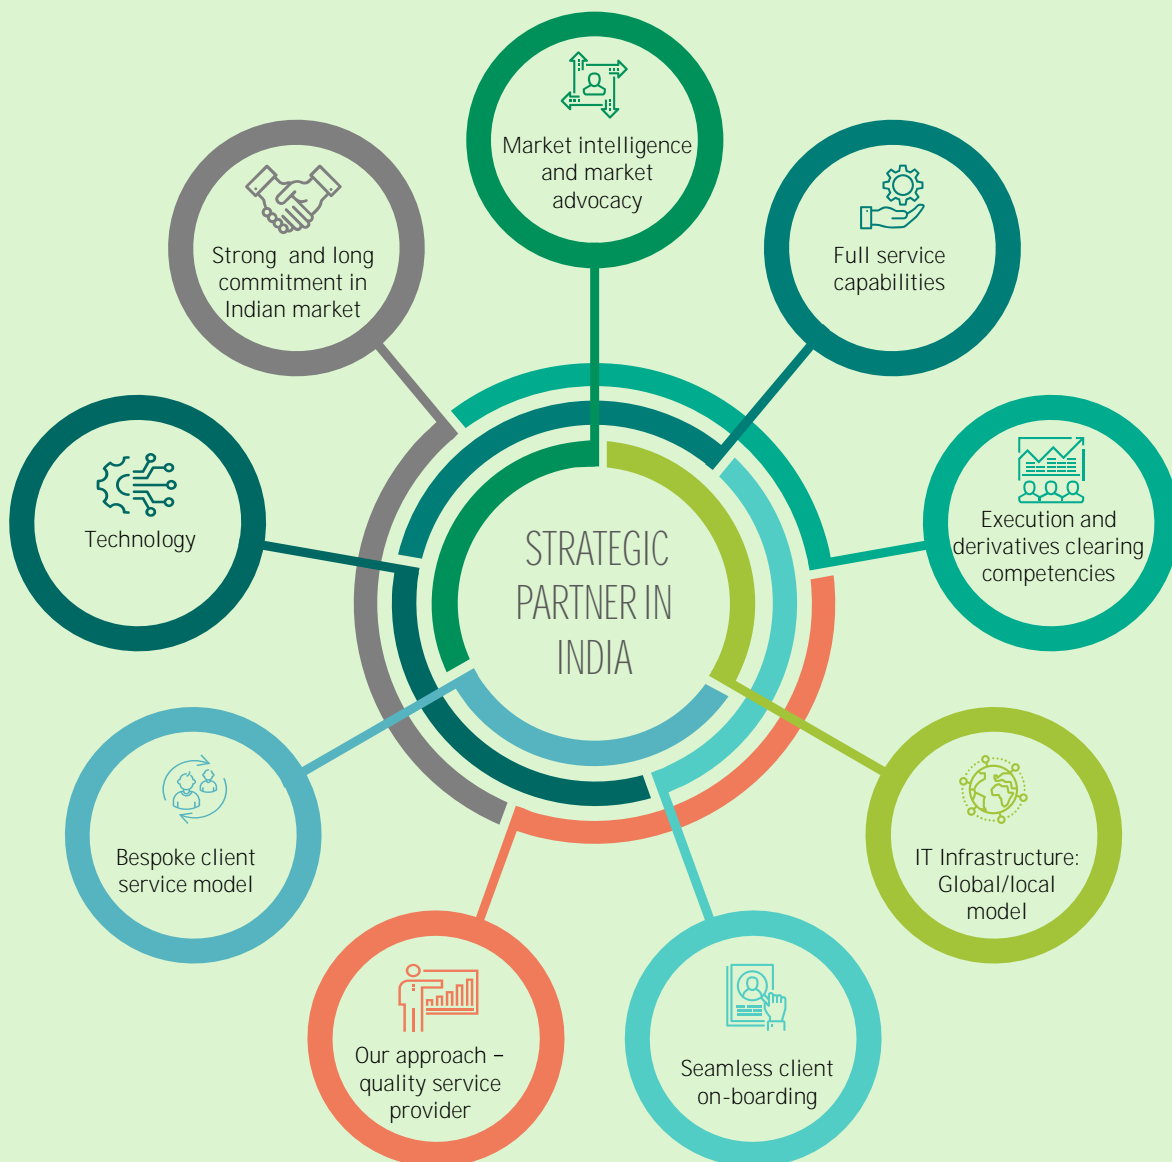 Market intelligence
and market
advocacy
Strong and long
commitment in
Indian market
Full service
capabilities
Technology
Execution and
derivatives clearing
competencies
STRATEGIC
PARTNER IN
INDIA
Bespoke client
service model
IT Infrastructure:
Global/local
model
Our approach –
quality service
provider
Seamless client
on-boarding